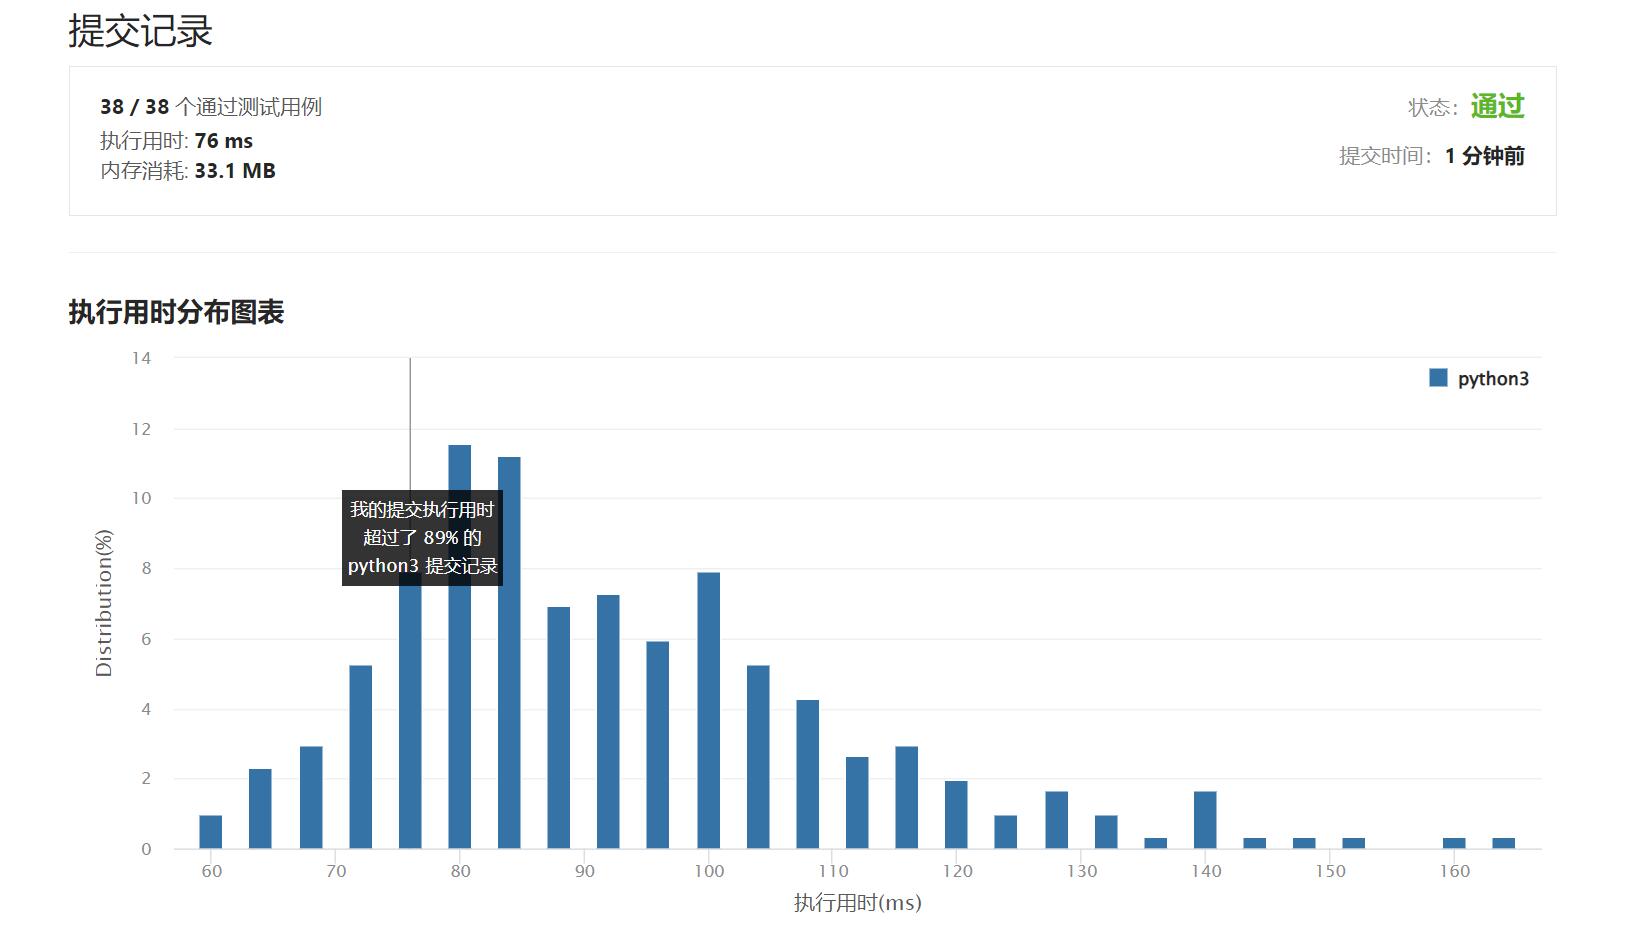 提交记录
38 / 38 个通过测试用例
状态：通过
执行用时: 76 ms
提交时间：1 分钟前
内存消耗: 33.1 MB
执行用时分布图表
14
12
10
8
6
4
2
0
Distribution(%)
python3
我的提交执行用时
超过了 89% 的
python3 提交记录
60 70 80 90 100 110 120 130 140 150 160
执行用时(ms)